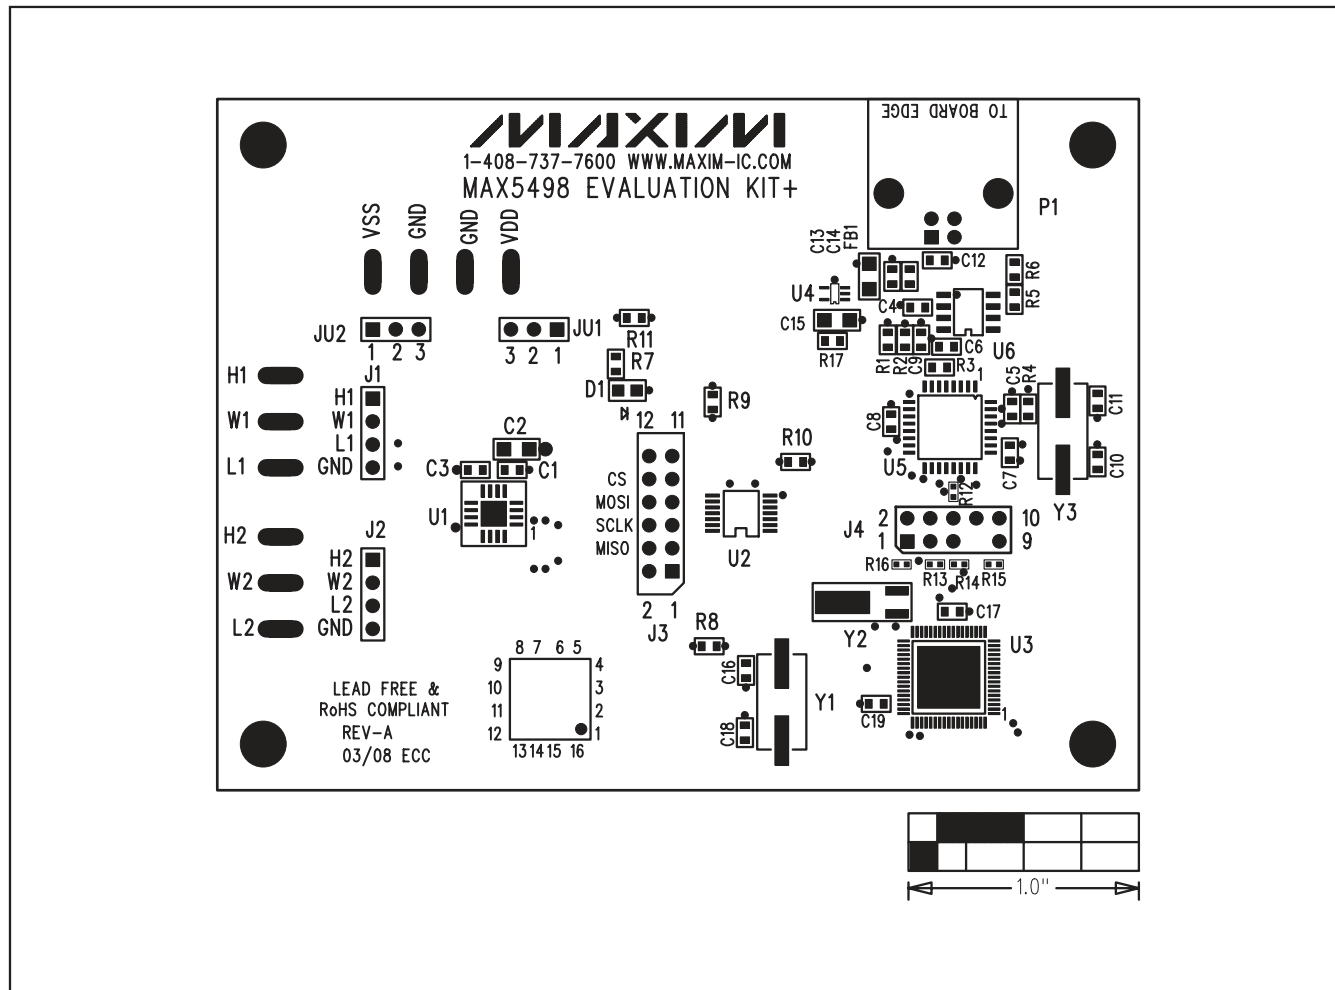 TO BOARD EDGE
MAXIM
1-408-737-7600 WWW.MAXIM-IC.COM
MAX5498 EVALUATION KIT+
P1
VSS
GND
GND
VDD
C13
C14
FB1
C12
R6
R5
U4
C4
C15
R17
R1
R2
C9
C6
R3
U6
JU2
1 2 3
JU1
3 2 1
R11
R7
D1
R9
H1
W1
L1
J1
H1
W1
L1
GND
C2
C3
C1
U1
1
12 11
CS
MOSI
SCLK
MISO
2 1
J3
R10
U2
C8
U5
1
C5
R4
C11
C7
C10
Y3
R12
J4
2 10
1 9
R16
R13
R14
R15
H2
W2
L2
J2
H2
W2
L2
GND
Y2
C17
U3
1
C19
R8
C16
C18
Y1
8 7 6 5
9 4
10 3
11 2
12 1
13 14 15 16
LEAD FREE &
RoHS COMPLIANT
REV-A
03/08 ECC
1.0"